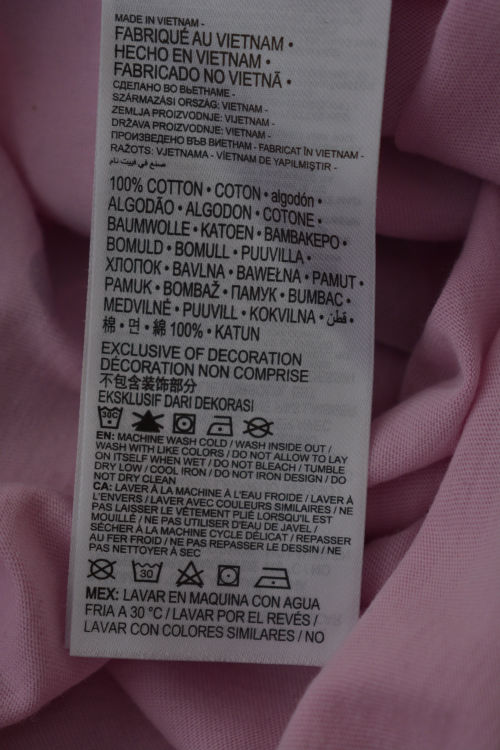 MADE IN VIETNAM -
FABRIQUÉ AU VIETNAM •
HECHO EN VIETNAM •
FABRICADO NO VIETNÃ •
СДЕЛАНО ВО ВЬЕТНАМЕ -
SZÁRMAZÁSI ORSZÁG: VIETNAM -
ZEMLJA PROIZVODNJE: VIJETNAM -
DRŽAVA PROIZVODNJE: VIETNAM -
ПРОИЗВЕДЕНО ВЪВ ВИЕТНАМ - FABRICAT ÎN VIETNAM -
RAŽOTS: VJETNAMA - VIETNAM DE YAPILMIŞTIR -
صنع في فييت نام
100% COTTON • COTON • algodón •
ALGODÃO • ALGODON • COTONE •
BAUMWOLLE • KATOEN • ΒΑΜΒΑΚΕΡΟ •
BOMULD • BOMULL • PUUVILLA •
ХЛОПОК • BAVLNA • BAWEŁNA • PAMUT •
PAMUK • BOMBAŽ • ПАМУК • BUMBAC •
MEDVILNĖ • PUUVILL • KOKVILNA • قطن •
棉 • 면 • 綿 100% • KATUN
EXCLUSIVE OF DECORATION
DÉCORATION NON COMPRISE
不包含装饰部分
EKSKLUSIF DARI DEKORASI
30
EN: MACHINE WASH COLD / WASH INSIDE OUT /
WASH WITH LIKE COLORS / DO NOT ALLOW TO LAY
ON ITSELF WHEN WET / DO NOT BLEACH / TUMBLE
DRY LOW / COOL IRON / DO NOT IRON DESIGN / DO
NOT DRY CLEAN
CA: LAVER À LA MACHINE À L'EAU FROIDE / LAVER À
L'ENVERS / LAVER AVEC COULEURS SIMILAIRES / NE
PAS LAISSER LE VÊTEMENT PLIÉ LORSQU'IL EST
MOUILLÉ / NE PAS UTILISER D'EAU DE JAVEL /
SÉCHER À LA MACHINE CYCLE DÉLICAT / REPASSER
AU FER FROID / NE PAS REPASSER LE DESSIN / NE
PAS NETTOYER À SEC
30
MEX: LAVAR EN MAQUINA CON AGUA
FRIA A 30 °C / LAVAR POR EL REVÉS /
LAVAR CON COLORES SIMILARES / NO